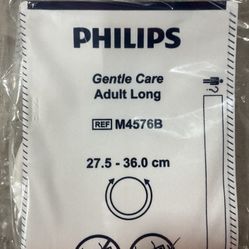 PHILIPS
Gentle Care
Adult Long
REF M4576B
27.5 - 36.0 cm